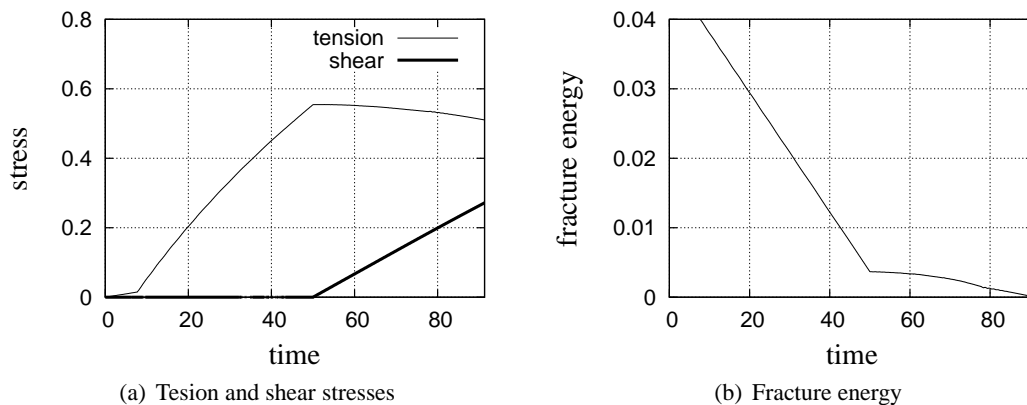 0.8
0.6
0.4
0.2
0
0 20 40 60 80
stress
time
tension
shear
(a) Tesion and shear stresses
0.04
0.03
0.02
0.01
0
0 20 40 60 80
fracture energy
time
(b) Fracture energy